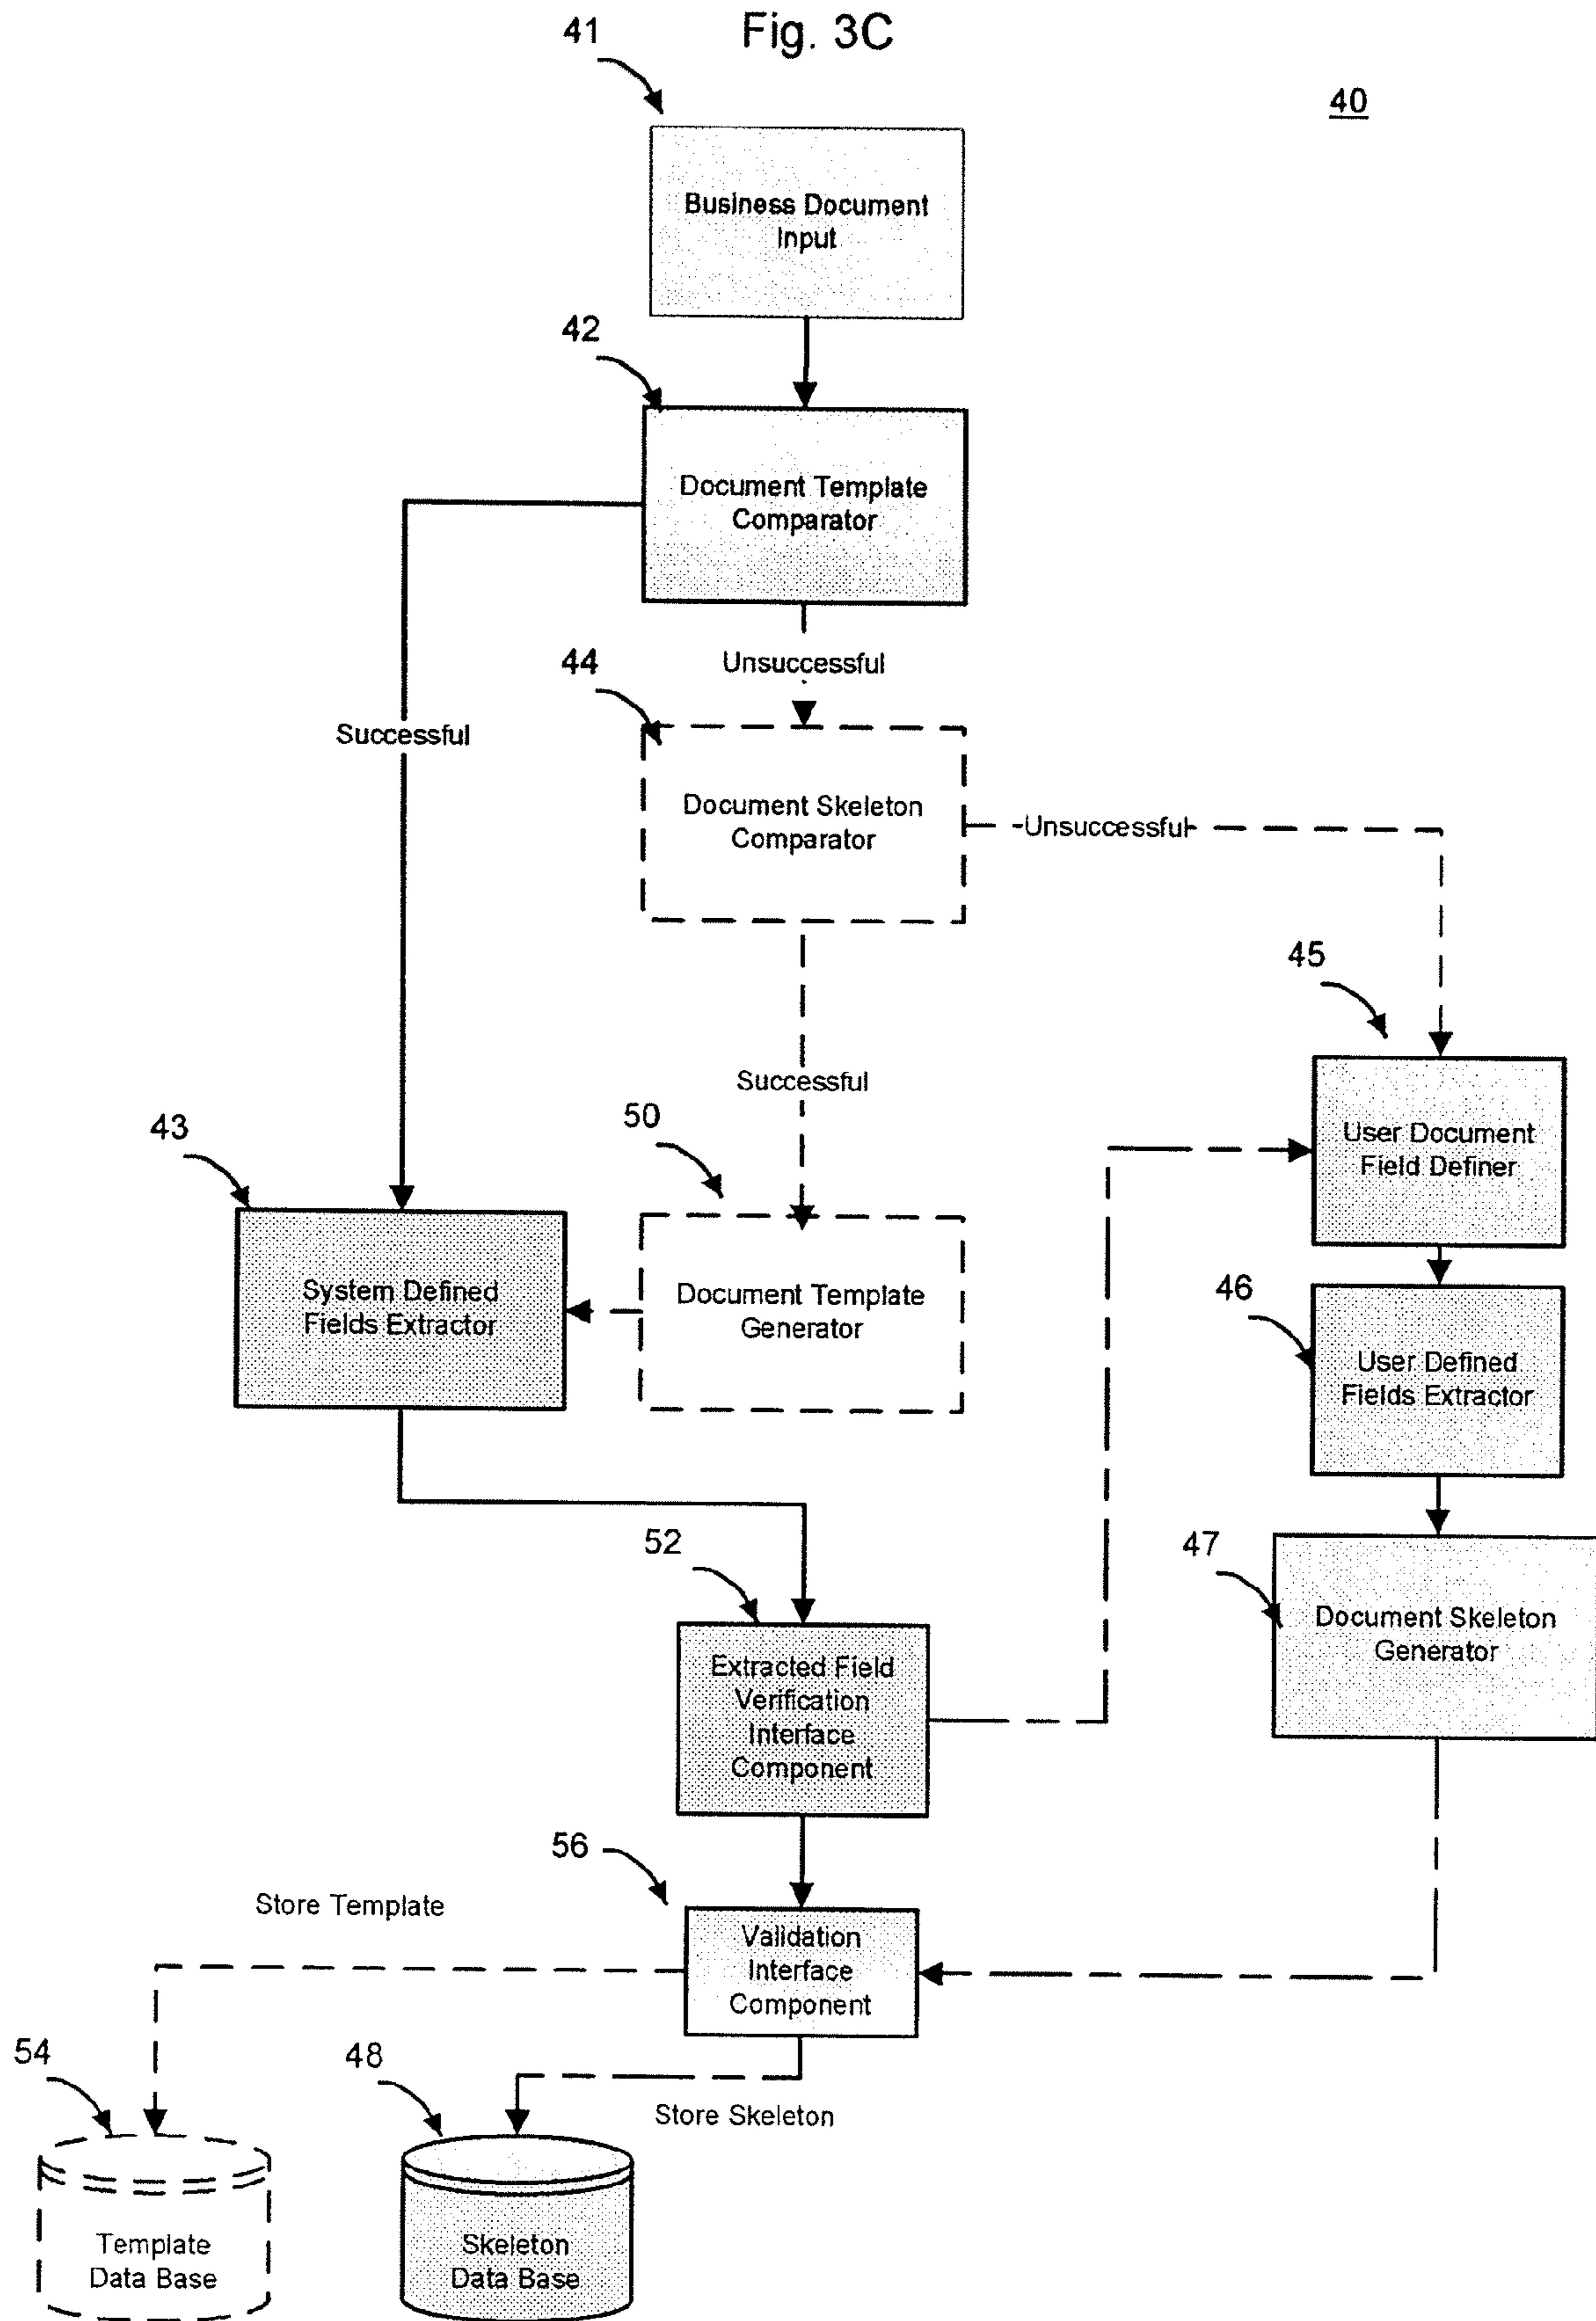 Fig. 3C
41
40
Business Document
Input
42
Document Template
Comparator
Unsuccessful
44
Successful
Document Skeleton
Comparator
Unsuccessful
45
Successful
50
43
User Document
Field Definer
System Defined
Fields Extractor
Document Template
Generator
46
User Defined
Fields Extractor
52
47
Document Skeleton
Generator
Extracted Field
Verification
Interface
Component
56
Store Template
Validation
Interface
Component
54
48
Store Skeleton
Template
Data Base
Skeleton
Data Base